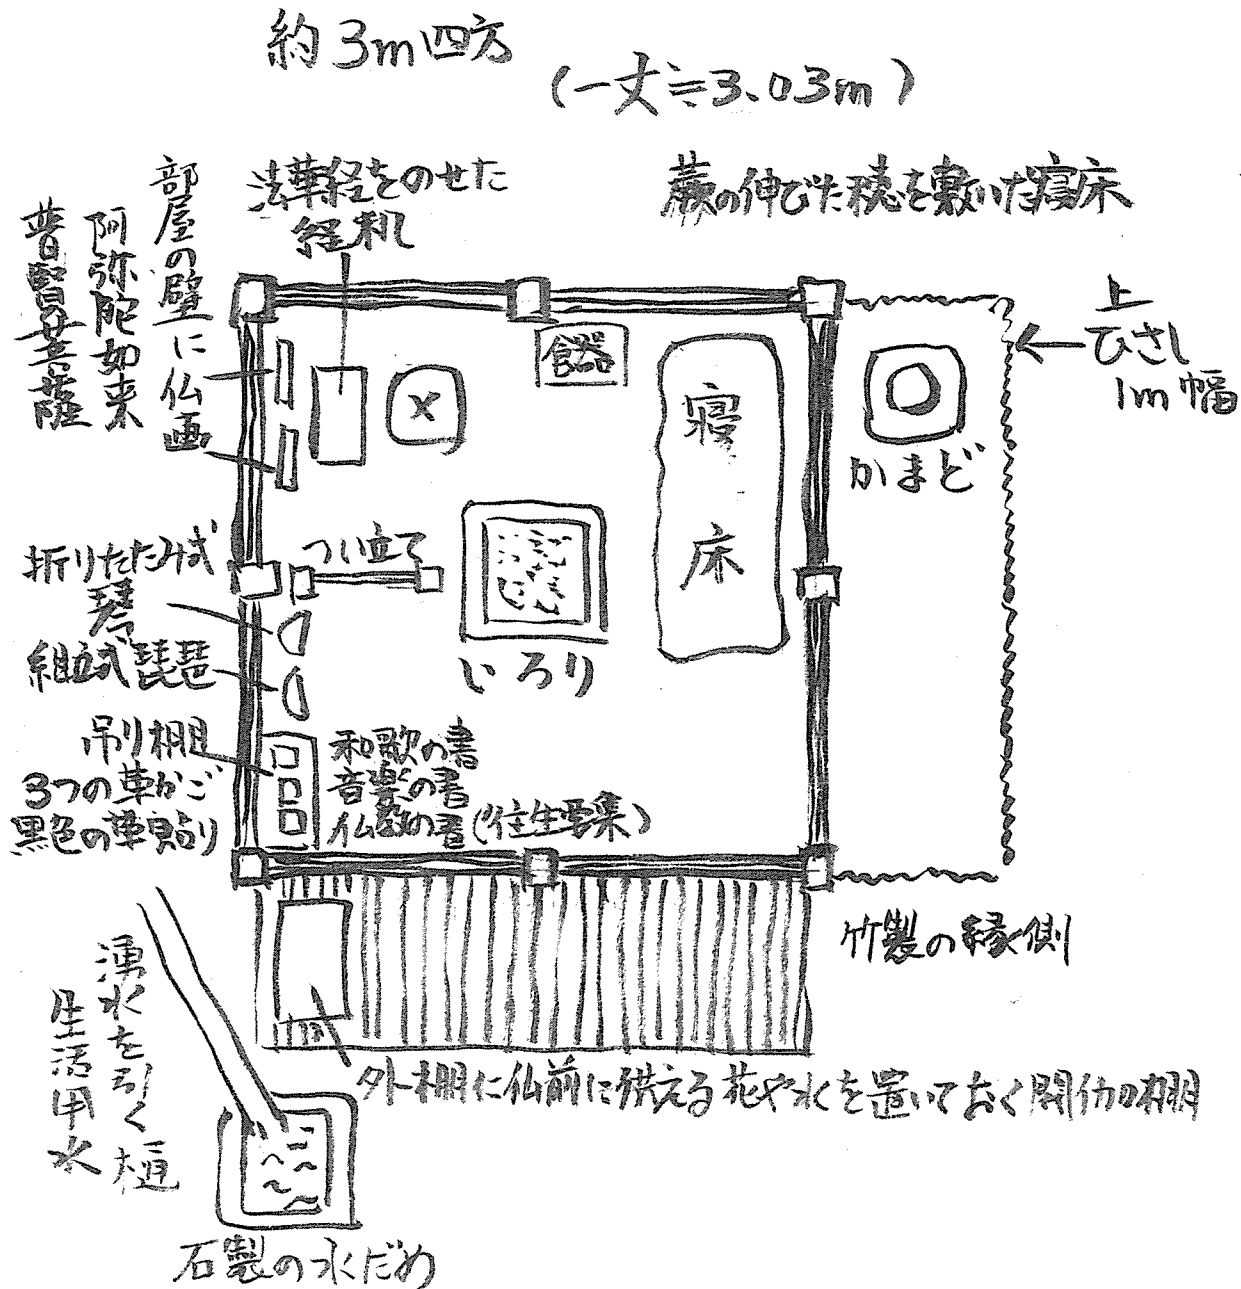 約3m四方
(一丈≒3.03m)
法華経をのせた
経机
蕨の伸びた穂を敷いた寝床
部屋の壁に仏画
阿弥陀如来
普賢菩薩
上
ひさし
1m幅
食器
寝床
かまど
折りたたみ式
琴
組立式琵琶
つい立て
いろり
吊り棚
3つの革かご
黒色の革貼り
和歌の書
音楽の書
仏教の書(往生要集)
竹製の縁側
外棚に仏前に供える花や水を置いておく閼伽棚
湧水を引く樋
生活用水
石製の水だめ